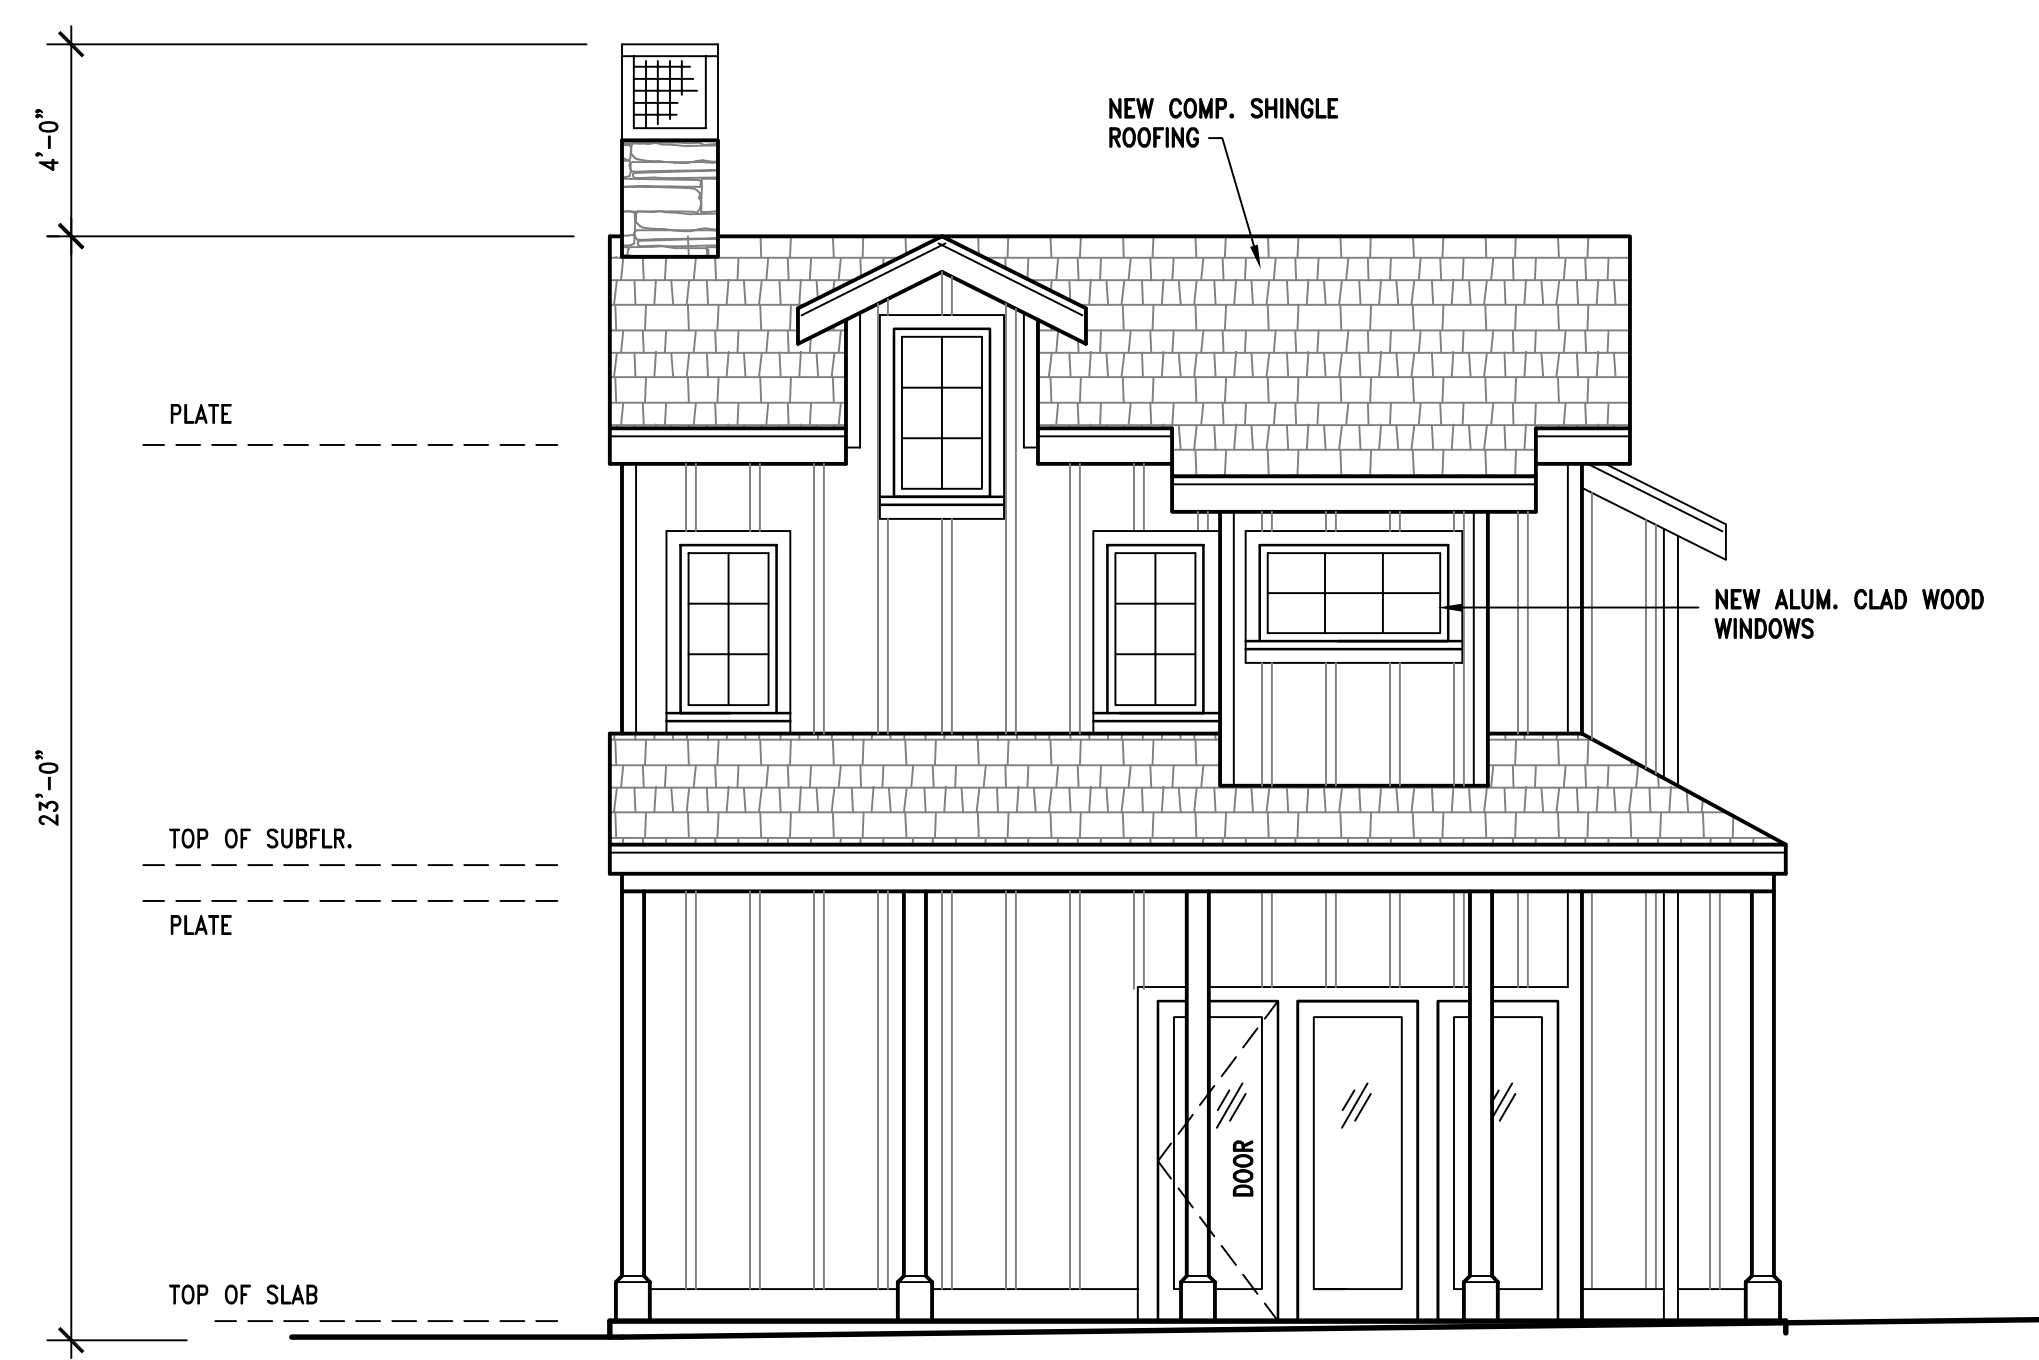 4'-0"
NEW COMP. SHINGLE
ROOFING
PLATE
NEW ALUM. CLAD WOOD
WINDOWS
23'-0"
TOP OF SUBFLR.
PLATE
DOOR
TOP OF SLAB